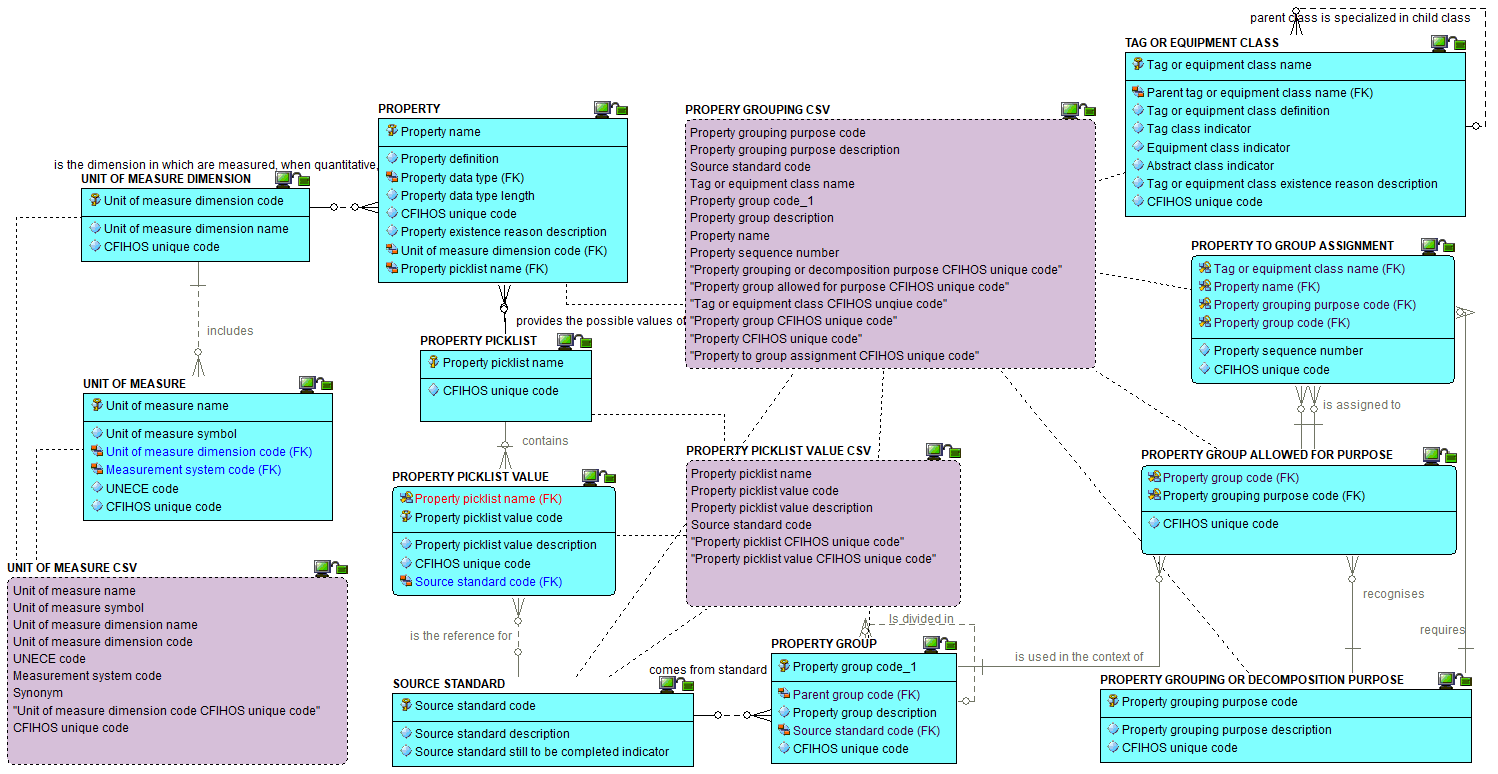 parent class is specialized in child class
TAG OR EQUIPMENT CLASS
Tag or equipment class name
Parent tag or equipment class name (FK)
Tag or equipment class definition
Tag class indicator
Equipment class indicator
Abstract class indicator
Tag or equipment class existence reason description
CFIHOS unique code
PROPERTY
Property name
Property definition
Property data type (FK)
Property data type length
CFIHOS unique code
Property existence reason description
Unit of measure dimension code (FK)
Property picklist name (FK)
PROPERY GROUPING CSV
Property grouping purpose code
Property grouping purpose description
Source standard code
Tag or equipment class name
Property group code_1
Property group description
Property name
Property sequence number
"Property grouping or decomposition purpose CFIHOS unique code"
"Property group allowed for purpose CFIHOS unique code"
"Tag or equipment class CFIHOS unqiue code"
"Property group CFIHOS unique code"
"Property CFIHOS unique code"
"Property to group assignment CFIHOS unique code"
is the dimension in which are measured, when quantitative,
UNIT OF MEASURE DIMENSION
Unit of measure dimension code
Unit of measure dimension name
CFIHOS unique code
includes
PROPERTY TO GROUP ASSIGNMENT
Tag or equipment class name (FK)
Property name (FK)
Property grouping purpose code (FK)
Property group code (FK)
Property sequence number
CFIHOS unique code
provides the possible values of
PROPERTY PICKLIST
Property picklist name
CFIHOS unique code
contains
UNIT OF MEASURE
Unit of measure name
Unit of measure symbol
Unit of measure dimension code (FK)
Measurement system code (FK)
UNECE code
CFIHOS unique code
is assigned to
PROPERTY PICKLIST VALUE
Property picklist name (FK)
Property picklist value code
Property picklist value description
CFIHOS unique code
Source standard code (FK)
PROPERTY PICKLIST VALUE CSV
Property picklist name
Property picklist value code
Property picklist value description
Source standard code
"Property picklist CFIHOS unique code"
"Property picklist value CFIHOS unique code"
PROPERTY GROUP ALLOWED FOR PURPOSE
Property group code (FK)
Property grouping purpose code (FK)
CFIHOS unique code
UNIT OF MEASURE CSV
Unit of measure name
Unit of measure symbol
Unit of measure dimension name
Unit of measure dimension code
UNECE code
Measurement system code
Synonym
"Unit of measure dimension code CFIHOS unique code"
CFIHOS unique code
is the reference for
Is divided in
recognises
requires
is used in the context of
comes from standard
SOURCE STANDARD
Source standard code
Source standard description
Source standard still to be completed indicator
PROPERTY GROUP
Property group code_1
Parent group code (FK)
Property group description
Source standard code (FK)
CFIHOS unique code
PROPERTY GROUPING OR DECOMPOSITION PURPOSE
Property grouping purpose code
Property grouping purpose description
CFIHOS unique code